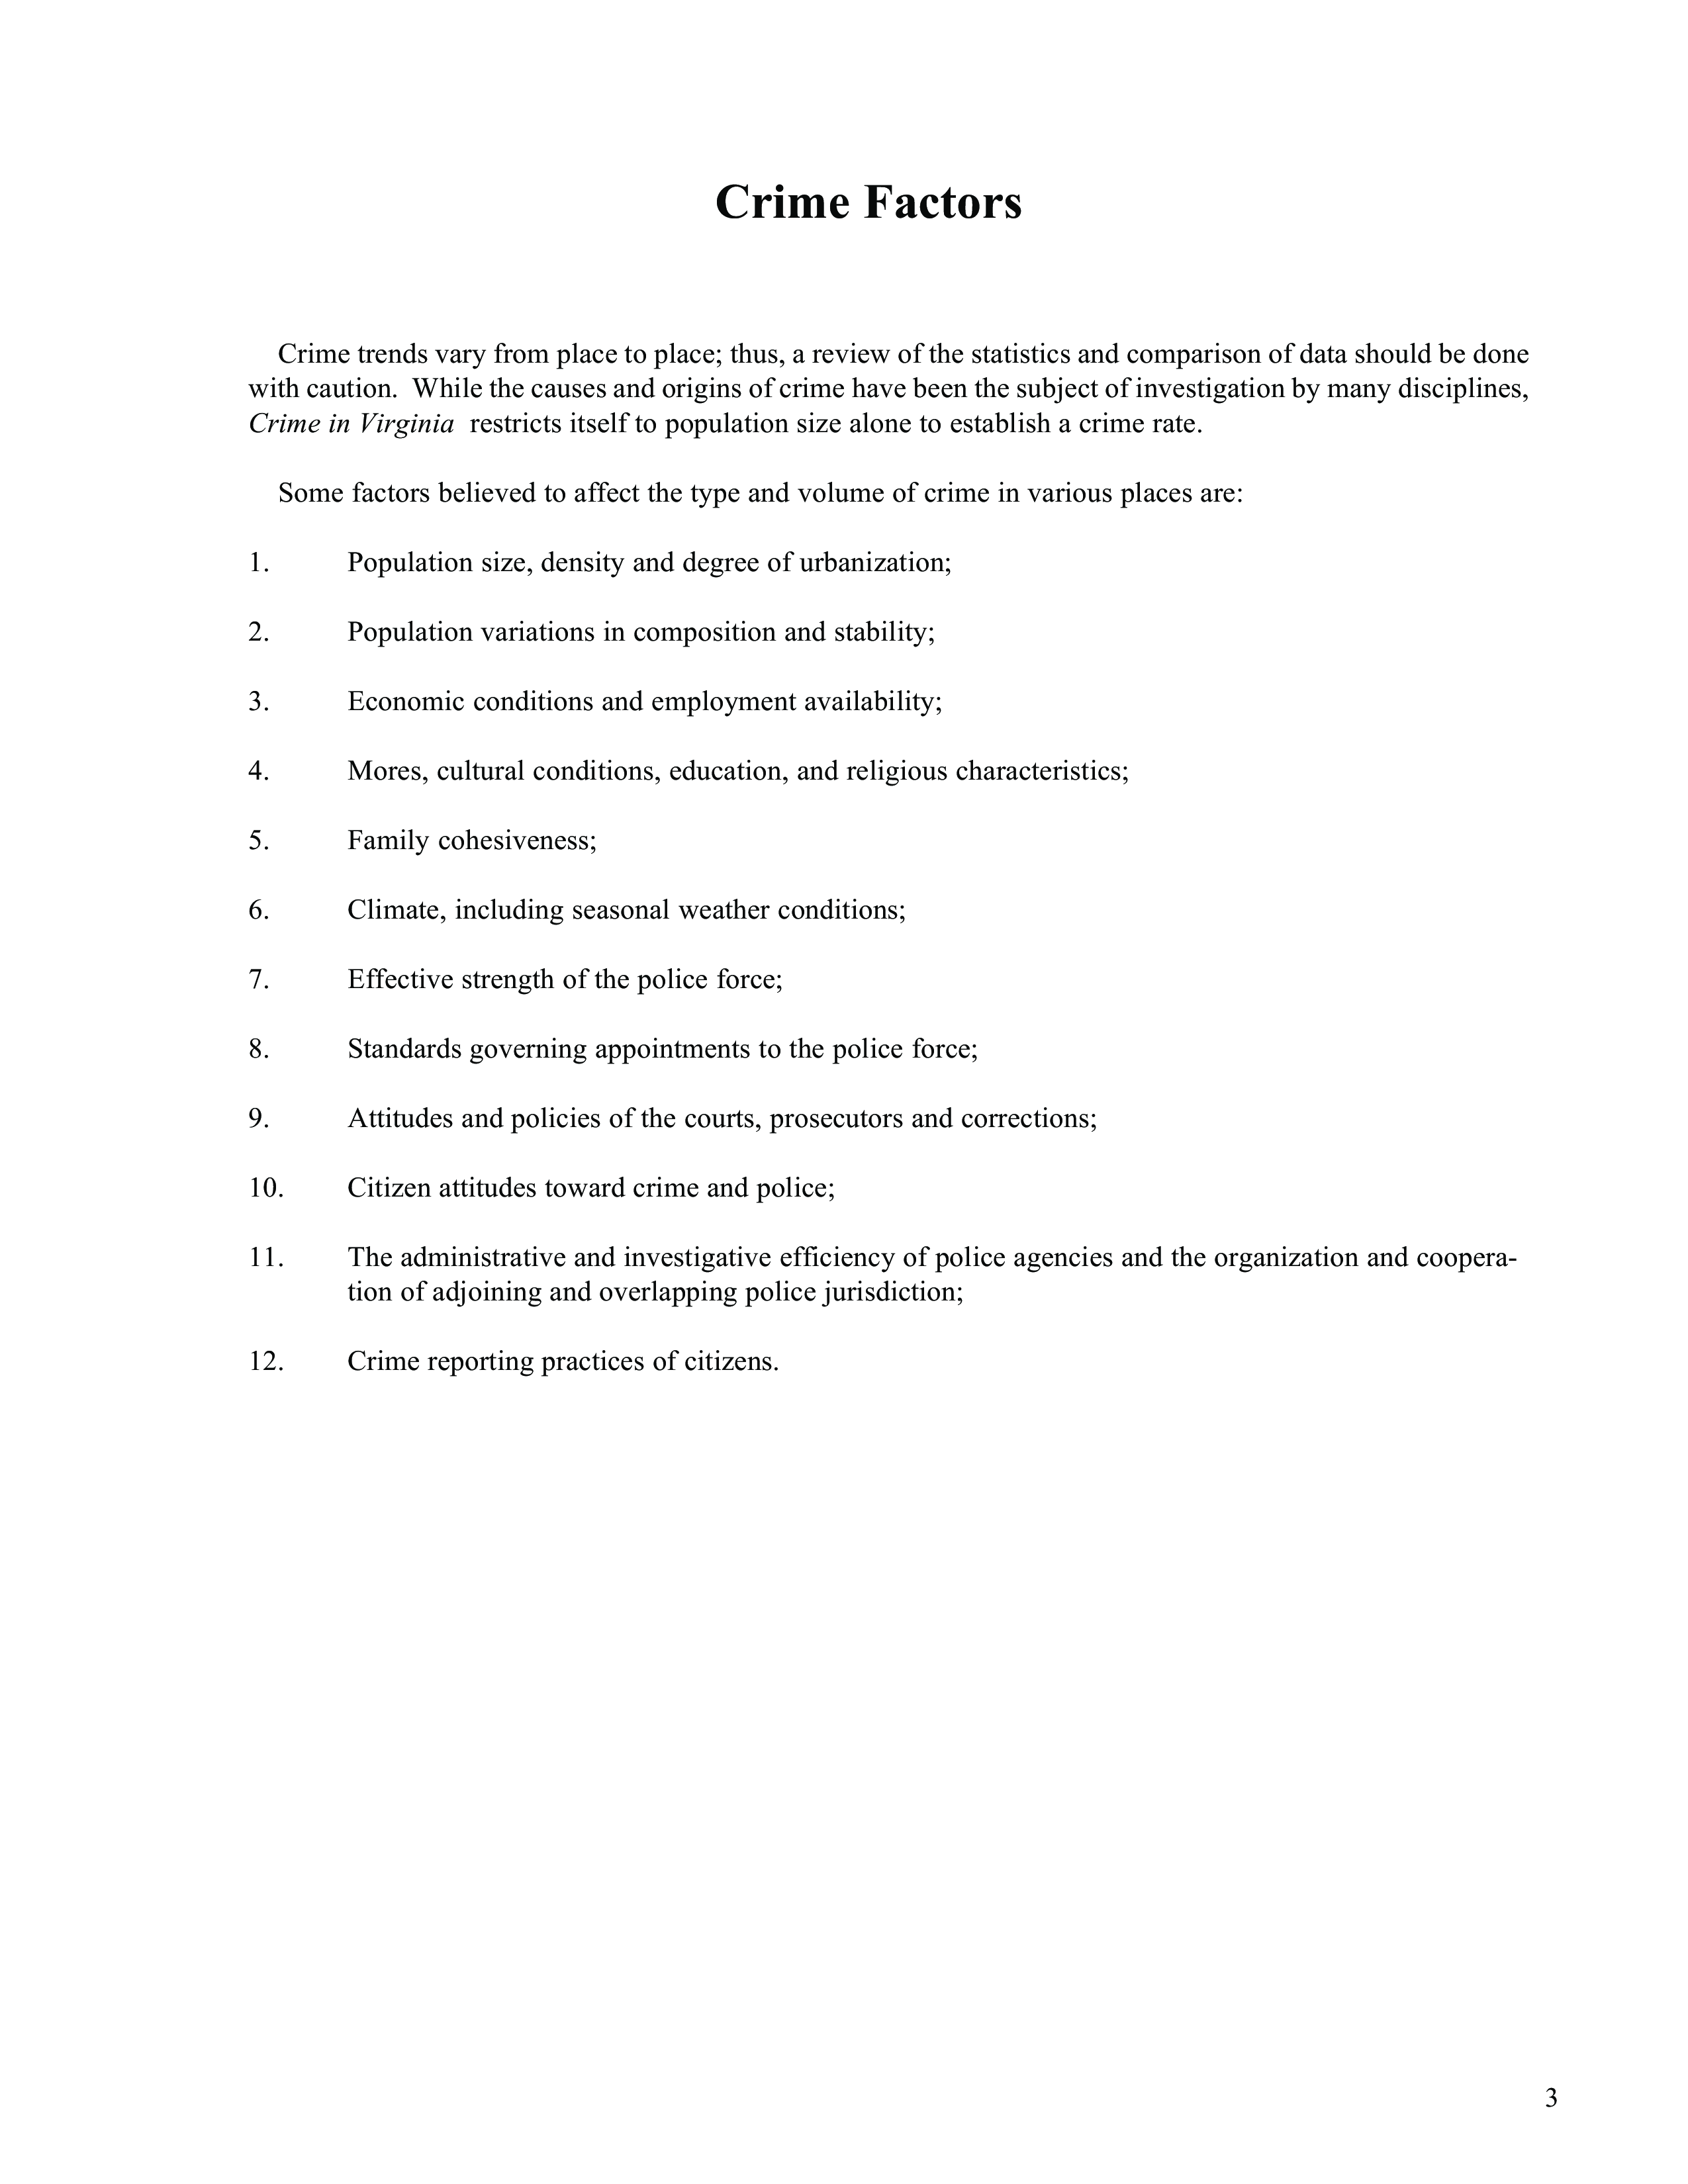 Crime Factors
Crime trends vary from place to place; thus, a review of the statistics and comparison of data should be done
with caution.  While the causes and origins of crime have been the subject of investigation by many disciplines,
Crime in Virginia  restricts itself to population size alone to establish a crime rate.
Some factors believed to affect the type and volume of crime in various places are:
1. Population size, density and degree of urbanization;
2. Population variations in composition and stability;
3. Economic conditions and employment availability;
4. Mores, cultural conditions, education, and religious characteristics;
5. Family cohesiveness;
6. Climate, including seasonal weather conditions;
7. Effective strength of the police force;
8. Standards governing appointments to the police force;
9. Attitudes and policies of the courts, prosecutors and corrections;
10. Citizen attitudes toward crime and police;
11. The administrative and investigative efficiency of police agencies and the organization and coopera-
tion of adjoining and overlapping police jurisdiction;
12. Crime reporting practices of citizens.
3